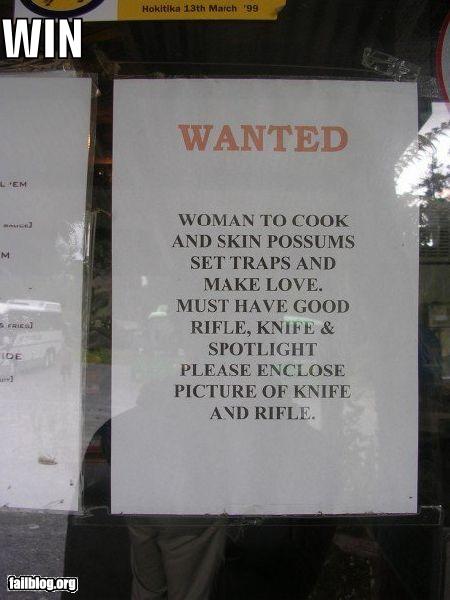 Hokitika 13th March '99
WIN
WANTED
WOMAN TO COOK
AND SKIN POSSUMS
SET TRAPS AND
MAKE LOVE.
MUST HAVE GOOD
RIFLE, KNIFE &
SPOTLIGHT
PLEASE ENCLOSE
PICTURE OF KNIFE
AND RIFLE.
L 'EM
SAUCE]
M
S FRIES]
IDE
failblog.org